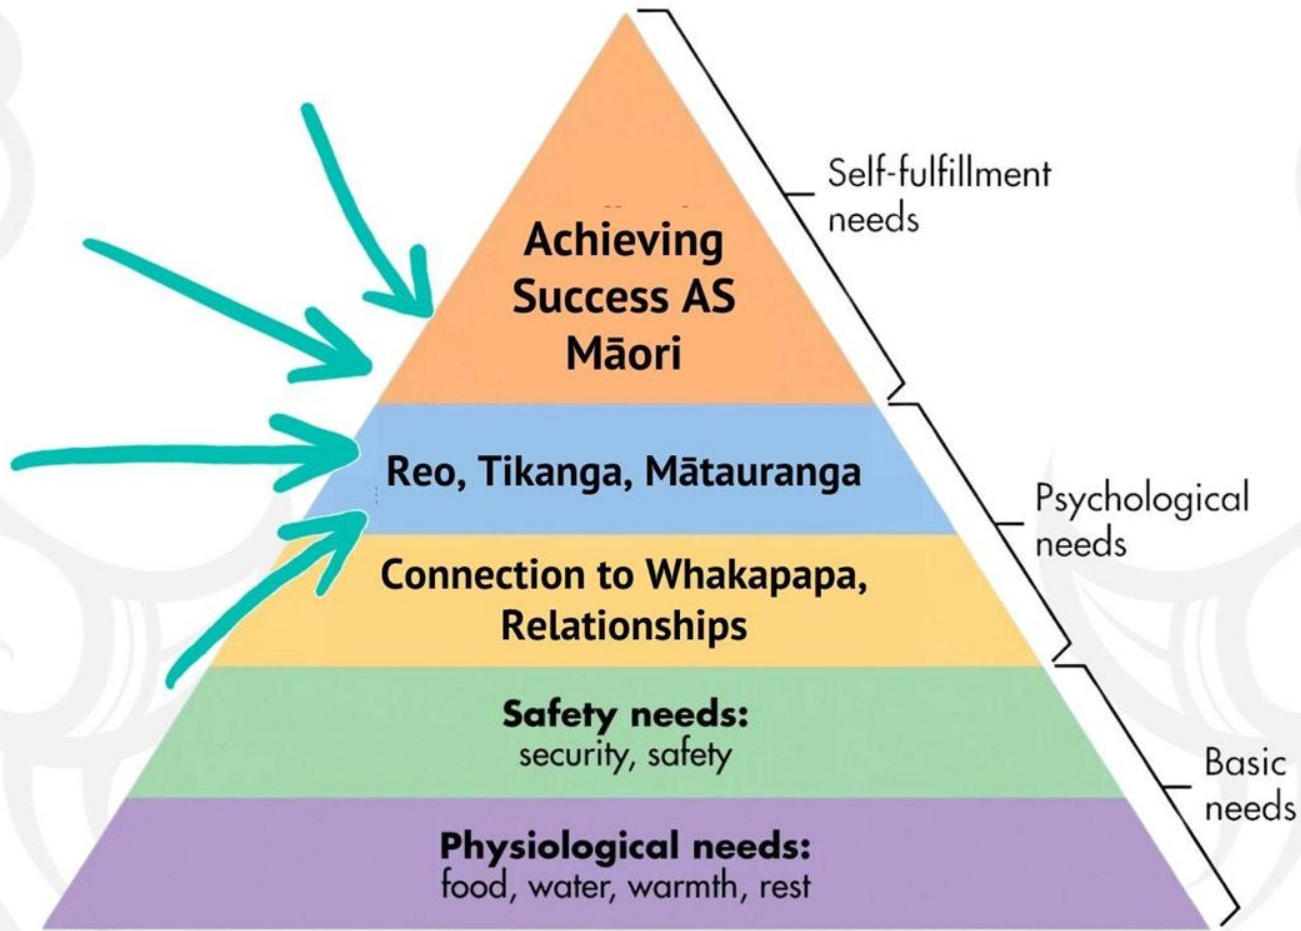 Self-fulfillment
needs
Achieving
Success AS
Māori
Reo, Tikanga, Mātauranga
Psychological
needs
Connection to Whakapapa,
Relationships
Safety needs:
security, safety
Basic
needs
Physiological needs:
food, water, warmth, rest